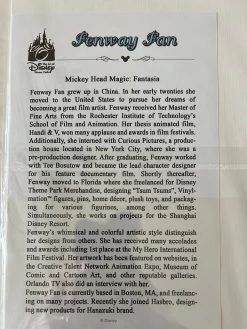 The Art of
Disney
Theme Parks
Fenway Fan
Mickey Head Magic: Fantasia
Fenway Fan grew up in China. In her early twenties she
moved to the United States to pursue her dreams of
becoming a great film artist. Fenway received her Master of
Fine Arts from the Rochester Institute of Technology's
School of Film and Animation. Her thesis animated film,
Handi & V, won many applause and awards in film festivals.
Additionally, she interned with Curious Pictures, a produc-
tion house located in New York City, where she was a
pre-production designer. After graduating, Fenway worked
with Tee Bosustow and became the lead character designer
for his feature documentary film. Shortly thereafter,
Fenway moved to Florida where she freelanced for Disney
Theme Park Merchandise, designing "Tsum Tsums", Vinyl-
mation™ figures, pins, home décor, plush toys, and packag-
ing for various figures, among other things.
Simultaneously, she works on projects for the Shanghai
Disney Resort.
Fenway's whimsical and colorful artistic style distinguish
her designs from others. She has received many accolades
and awards including 1st place at the My Hero International
Film Festival. Her artwork has been featured on websites, in
the Creative Talent Network Animation Expo, Museum of
Comic and Cartoon Art, and other reputable galleries.
Orlando TV also did an interview with her.
Fenway Fan is currently based in Boston, MA, and freelanc-
ing on many projects. Recently she joined Hasbro, design-
ing new products for Hanazuki brand.
© Disney